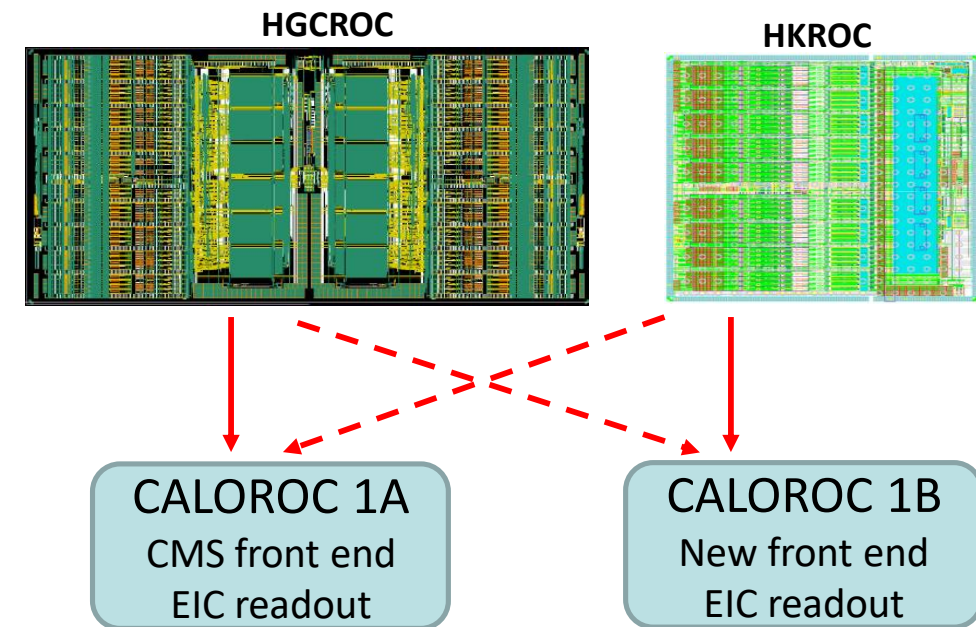 HGCROC
HKROC
CALOROC 1A
CMS front end
EIC readout
CALOROC 1B
New front end
EIC readout